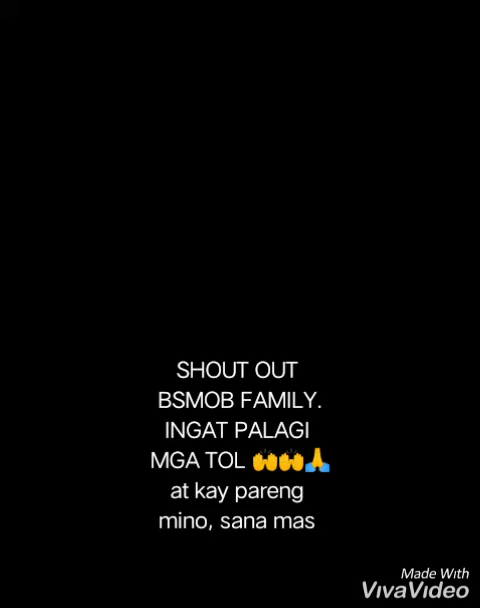 SHOUT OUT
BSMOB FAMILY.
INGAT PALAGI
MGA TOL 🙌🙌🙏
at kay pareng
mino, sana mas
Made With
VivaVideo